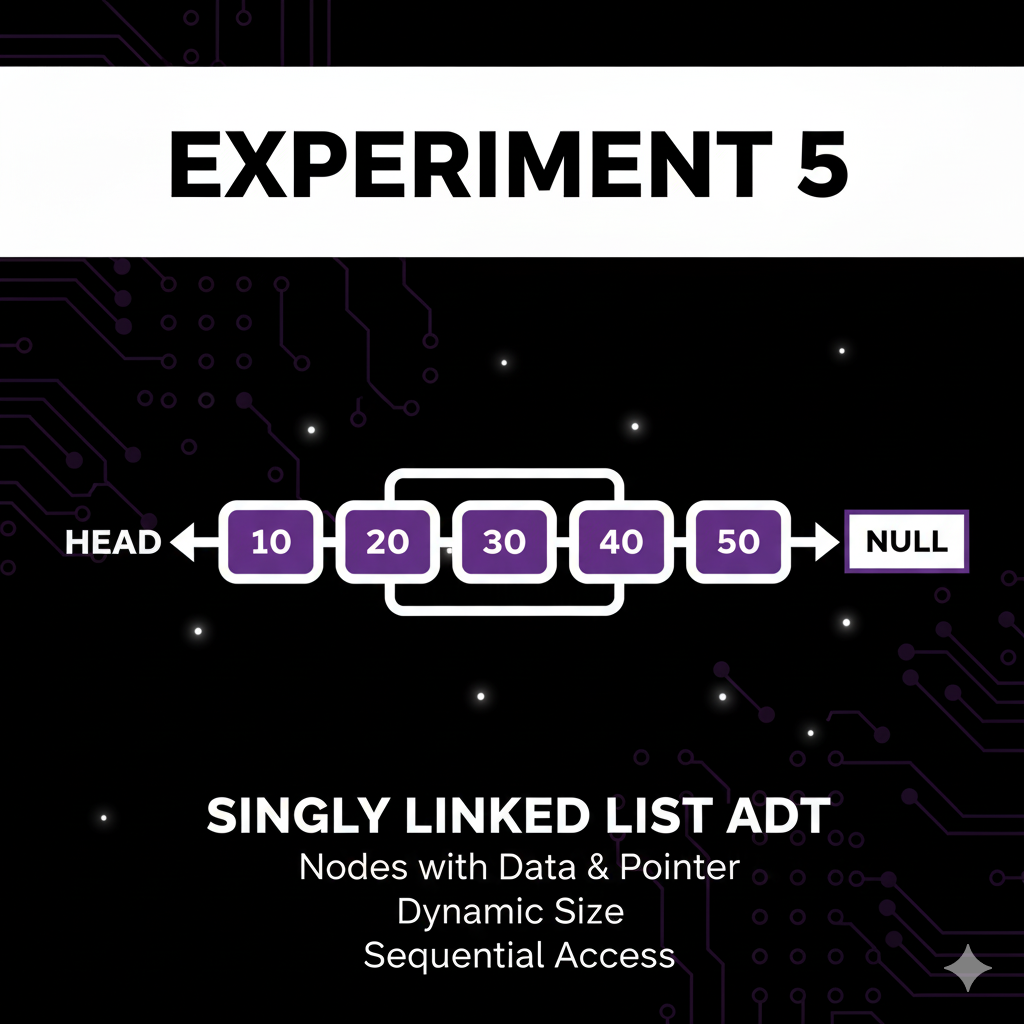 EXPERIMENT 5
HEAD 10 20 30 40 50 NULL
SINGLY LINKED LIST ADT
Nodes with Data & Pointer
Dynamic Size
Sequential Access